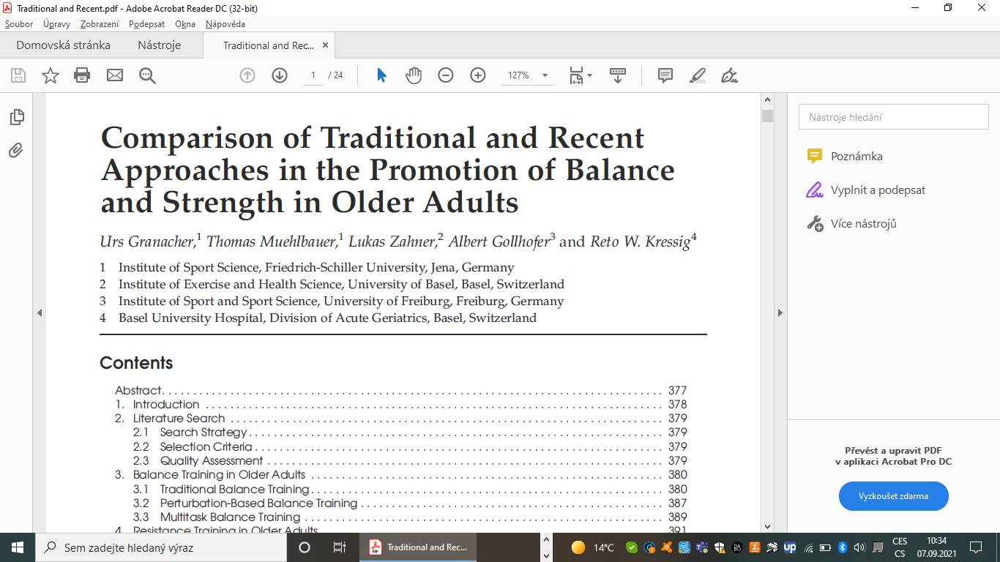 Traditional and Recent.pdf - Adobe Acrobat Reader DC (32-bit)
Soubor Úpravy Zobrazení Podepsat Okna Nápověda
Domovská stránka Nástroje Traditional and Rec... ×
1 / 24 127%
Comparison of Traditional and Recent
Approaches in the Promotion of Balance
and Strength in Older Adults
Urs Granacher,1 Thomas Muehlbauer,1 Lukas Zahner,2 Albert Gollhofer3 and Reto W. Kressig4
1 Institute of Sport Science, Friedrich-Schiller University, Jena, Germany
2 Institute of Exercise and Health Science, University of Basel, Basel, Switzerland
3 Institute of Sport and Sport Science, University of Freiburg, Freiburg, Germany
4 Basel University Hospital, Division of Acute Geriatrics, Basel, Switzerland
Contents
Abstract. . . . . . . . . . . . . . . . . . . . 377
1. Introduction . . . . . . . . . . . . . . . . . . . . 378
2. Literature Search . . . . . . . . . . . . . . . . . . . . 379
2.1 Search Strategy . . . . . . . . . . . . . . . . . . . . 379
2.2 Selection Criteria . . . . . . . . . . . . . . . . . . . . 379
2.3 Quality Assessment . . . . . . . . . . . . . . . . . . . . 379
3. Balance Training in Older Adults . . . . . . . . . . . . . . . . . . . . 380
3.1 Traditional Balance Training . . . . . . . . . . . . . . . . . . . . 380
3.2 Perturbation-Based Balance Training . . . . . . . . . . . . . . . . . . . . 387
3.3 Multitask Balance Training . . . . . . . . . . . . . . . . . . . . 389
4. Resistance Training in Older Adults . . . . . . . . . . . . . . . . . . . . 391
Nástroje hledání
Poznámka
Vyplnit a podepsat
Více nástrojů
Převést a upravit PDF
v aplikaci Acrobat Pro DC
Vyzkoušet zdarma
Sem zadejte hledaný výraz
Traditional and Rec...
14°C
up
CES
CS
10:34
07.09.2021